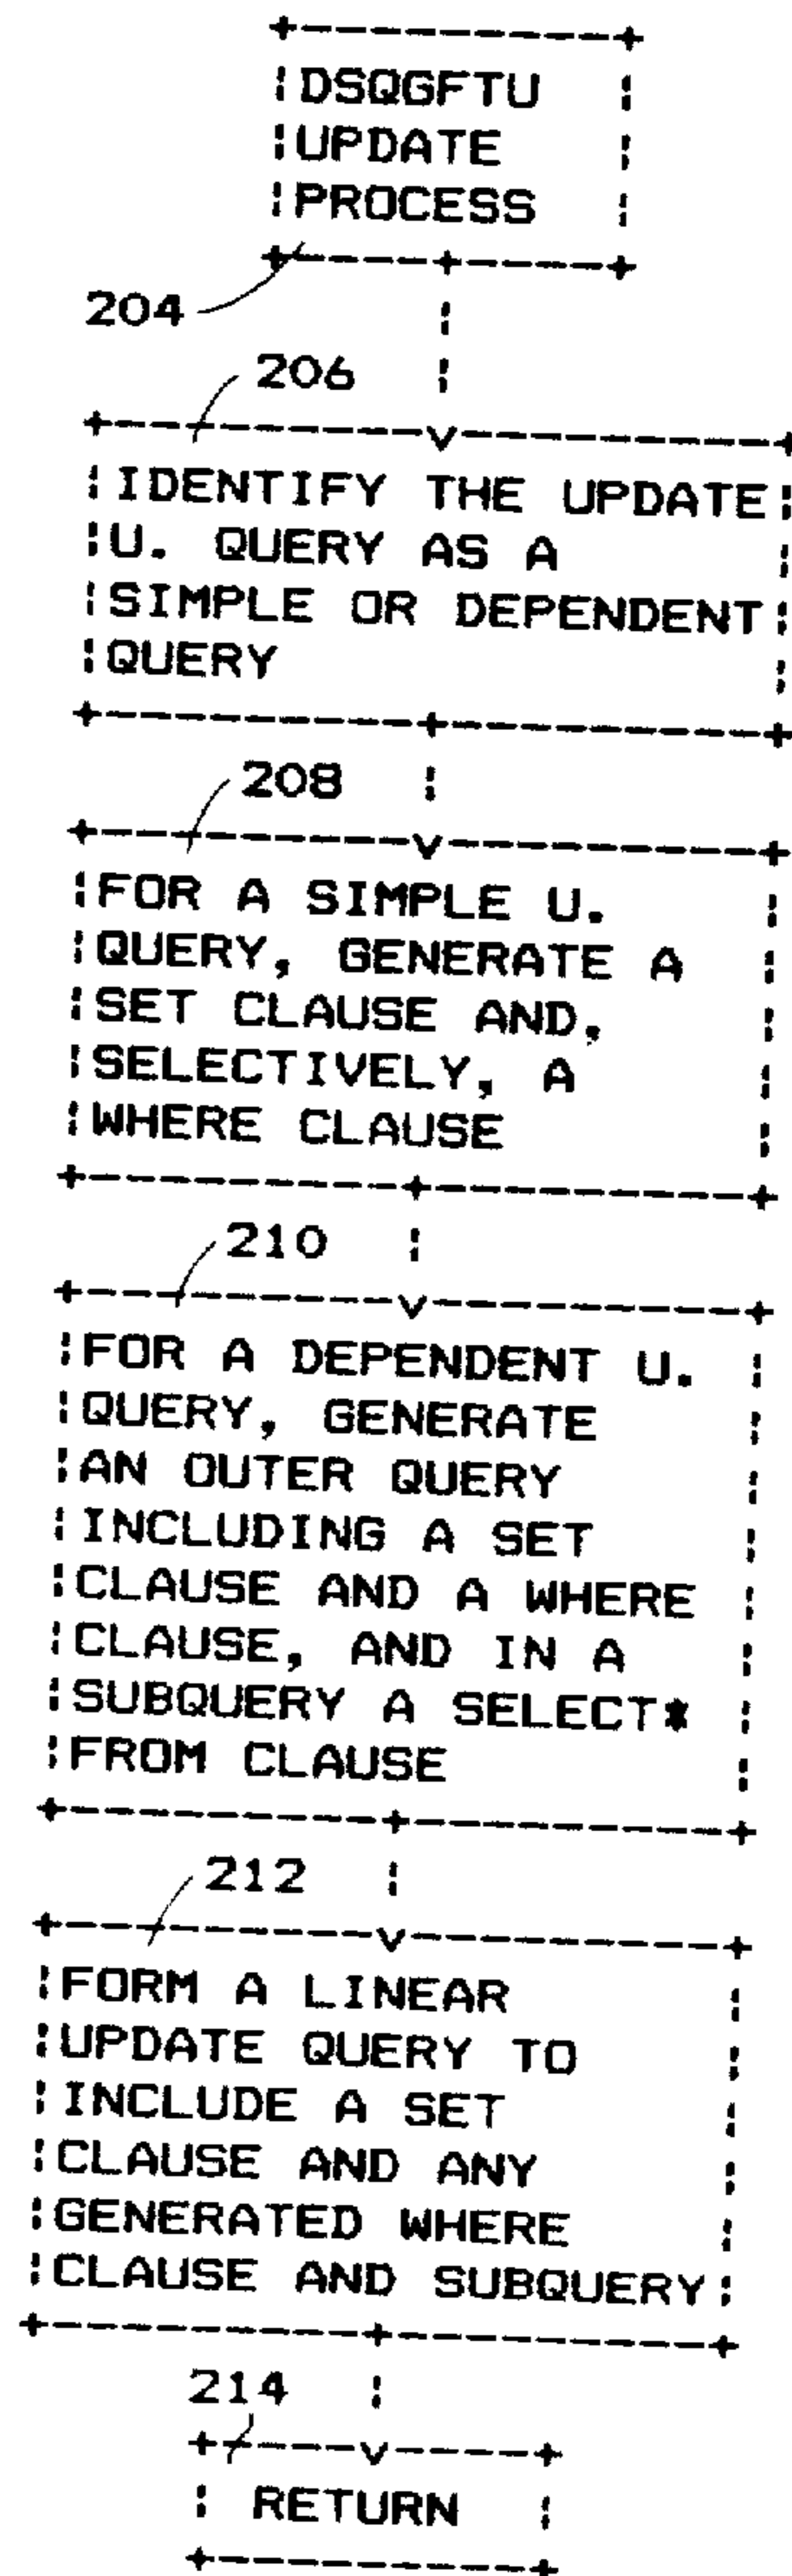 DSQGFTU
UPDATE
PROCESS
204
206
IDENTIFY THE UPDATE
U. QUERY AS A
SIMPLE OR DEPENDENT
QUERY
208
FOR A SIMPLE U.
QUERY, GENERATE A
SET CLAUSE AND,
SELECTIVELY, A
WHERE CLAUSE
210
FOR A DEPENDENT U.
QUERY, GENERATE
AN OUTER QUERY
INCLUDING A SET
CLAUSE AND A WHERE
CLAUSE, AND IN A
SUBQUERY A SELECT*
FROM CLAUSE
212
FORM A LINEAR
UPDATE QUERY TO
INCLUDE A SET
CLAUSE AND ANY
GENERATED WHERE
CLAUSE AND SUBQUERY
214
RETURN